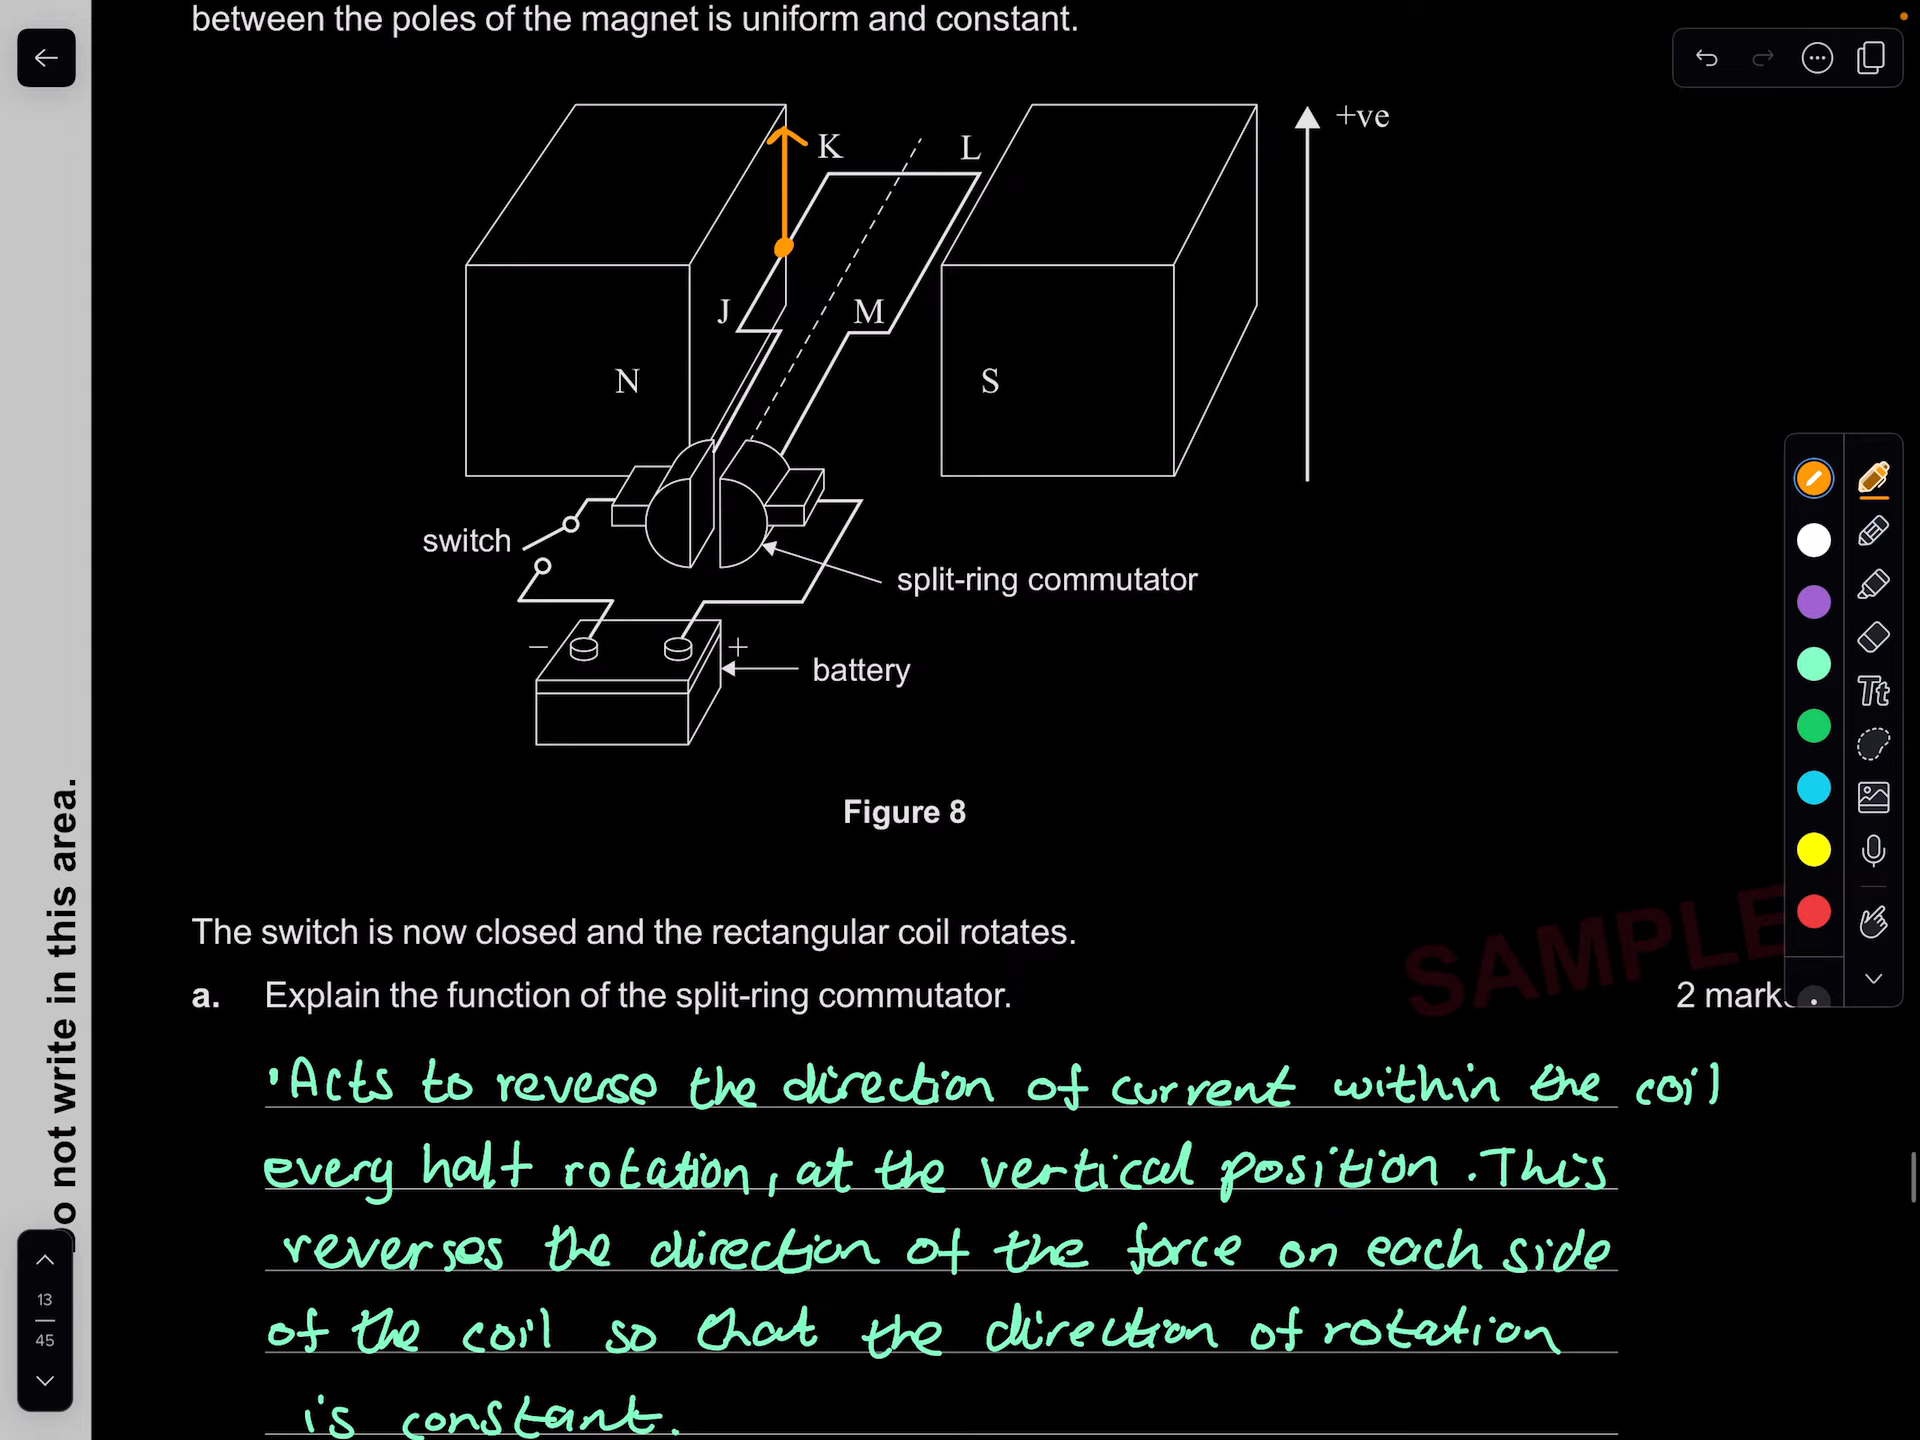 between the poles of the magnet is uniform and constant.
+ve
K
L
J
M
N
S
switch
split-ring commutator
– +
battery
Figure 8
The switch is now closed and the rectangular coil rotates.
SAMPLE
a. Explain the function of the split-ring commutator. 2 marks
• Acts to reverse the direction of current within the coil
every half rotation, at the vertical position. This
reverses the direction of the force on each side
of the coil so that the direction of rotation
is constant.
o not write in this area.
13
45
Tt